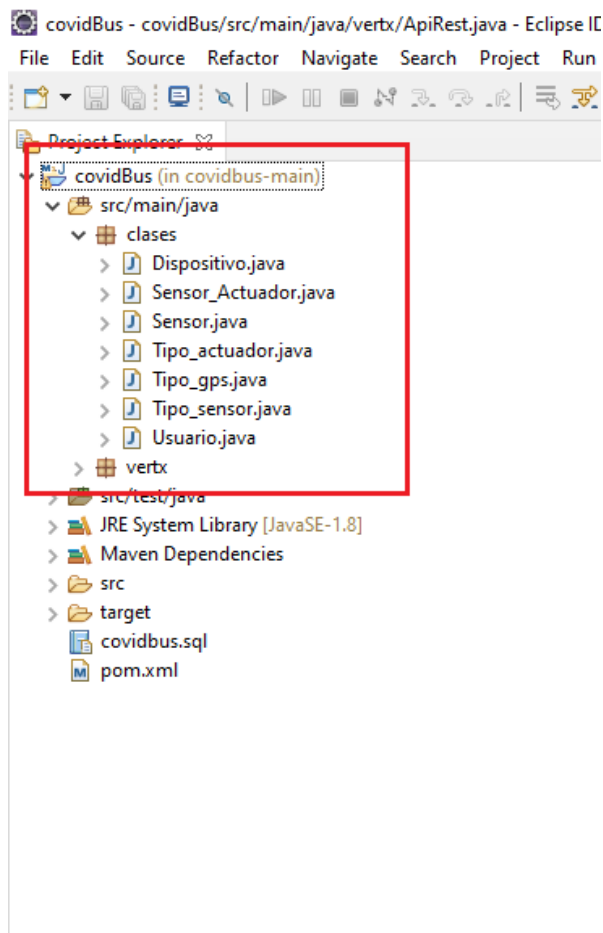 covidBus - covidBus/src/main/java/vertx/ApiRest.java - Eclipse ID
File Edit Source Refactor Navigate Search Project Run
Project Explorer
covidBus (in covidbus-main)
src/main/java
clases
Dispositivo.java
Sensor_Actuador.java
Sensor.java
Tipo_actuador.java
Tipo_gps.java
Tipo_sensor.java
Usuario.java
vertx
src/test/java
JRE System Library [JavaSE-1.8]
Maven Dependencies
src
target
covidbus.sql
pom.xml